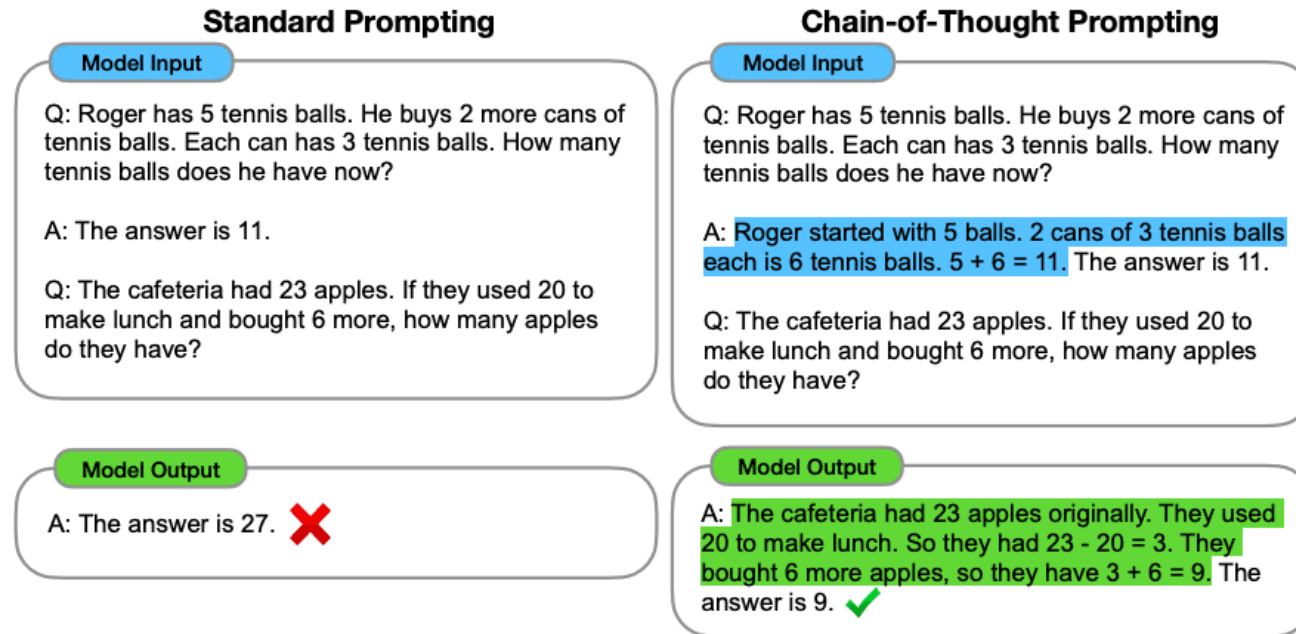 Standard Prompting
Model Input
Q: Roger has 5 tennis balls. He buys 2 more cans of
tennis balls. Each can has 3 tennis balls. How many
tennis balls does he have now?
A: The answer is 11.
Q: The cafeteria had 23 apples. If they used 20 to
make lunch and bought 6 more, how many apples
do they have?
Model Output
A: The answer is 27.
Chain-of-Thought Prompting
Model Input
Q: Roger has 5 tennis balls. He buys 2 more cans of
tennis balls. Each can has 3 tennis balls. How many
tennis balls does he have now?
A: Roger started with 5 balls. 2 cans of 3 tennis balls
each is 6 tennis balls. 5 + 6 = 11. The answer is 11.
Q: The cafeteria had 23 apples. If they used 20 to
make lunch and bought 6 more, how many apples
do they have?
Model Output
A: The cafeteria had 23 apples originally. They used
20 to make lunch. So they had 23 - 20 = 3. They
bought 6 more apples, so they have 3 + 6 = 9. The
answer is 9.